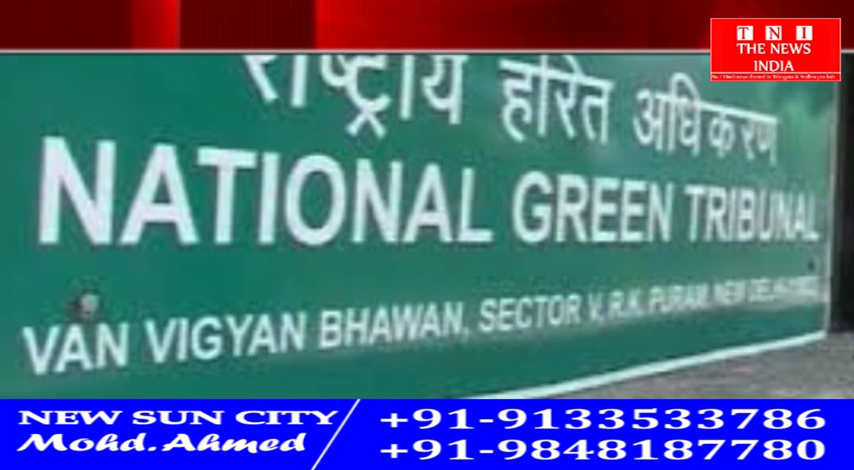 T N I
THE NEWS
INDIA
राष्ट्रीय हरित अधिकरण
NATIONAL GREEN TRIBUNAL
VAN VIGYAN BHAWAN, SECTOR V, R.K. PURAM, NEW DELHI
NEW SUN CITY
Mohd. Ahmed
+91-9133533786
+91-9848187780